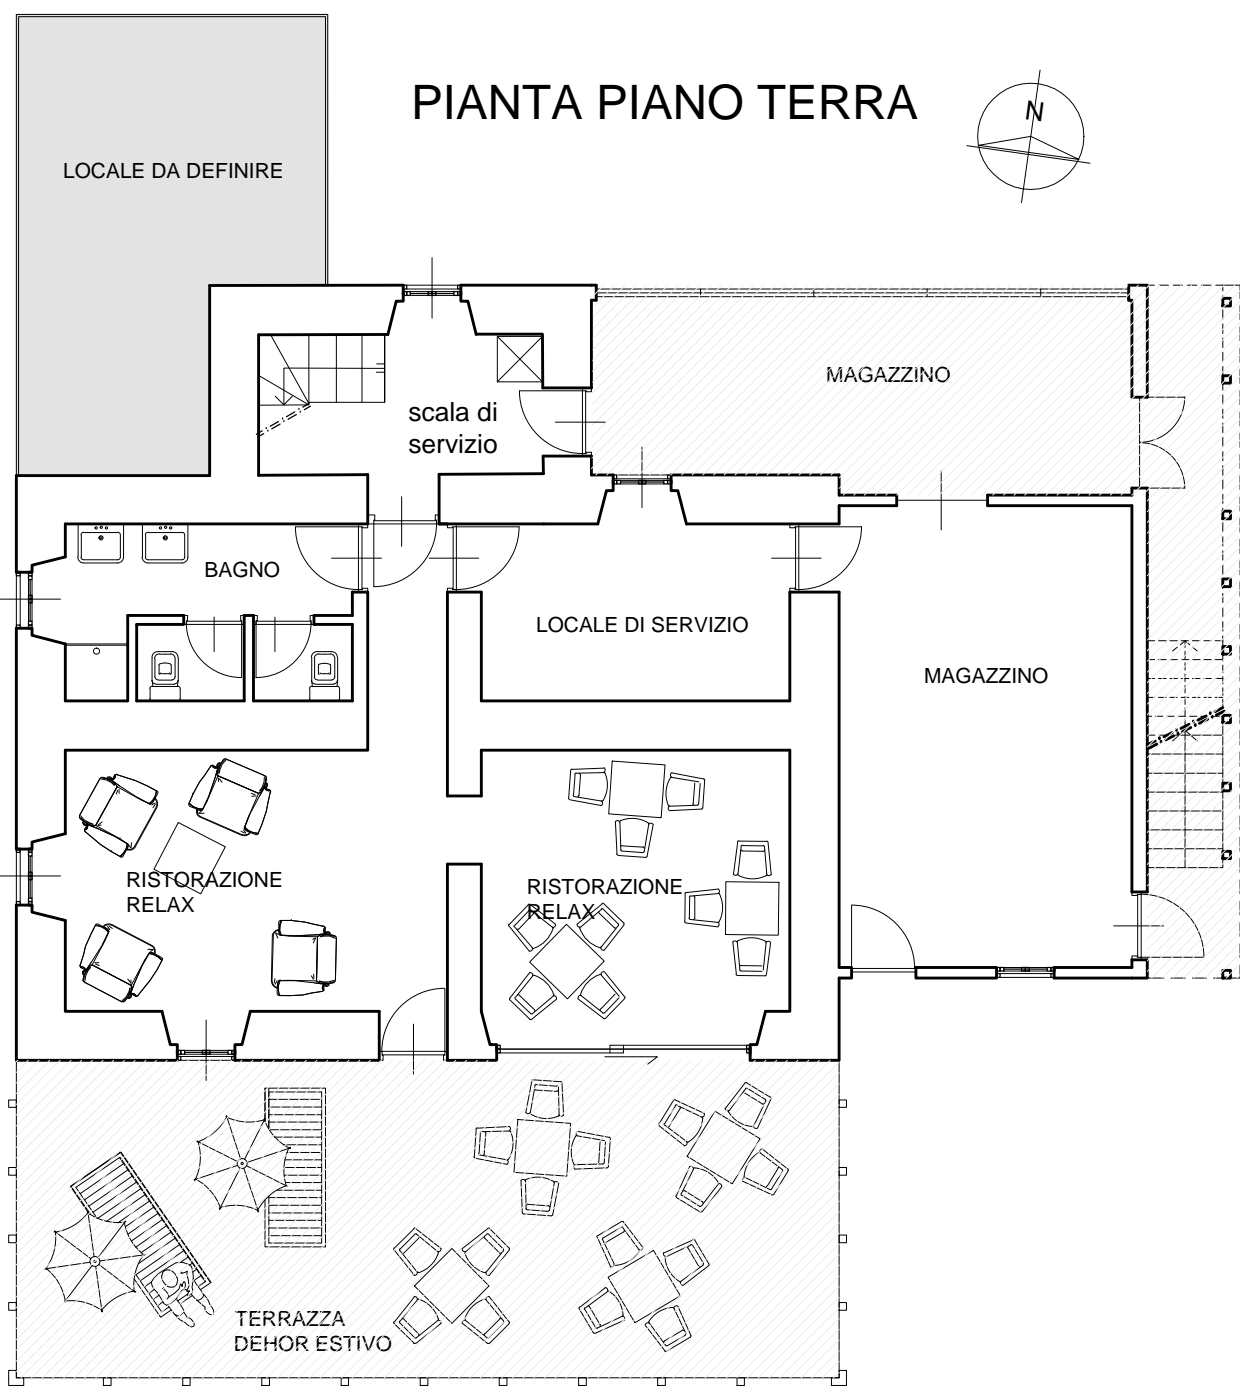 PIANTA PIANO TERRA
N
LOCALE DA DEFINIRE
MAGAZZINO
scala di
servizio
BAGNO
LOCALE DI SERVIZIO
MAGAZZINO
RISTORAZIONE
RELAX
RISTORAZIONE
RELAX
TERRAZZA
DEHOR ESTIVO